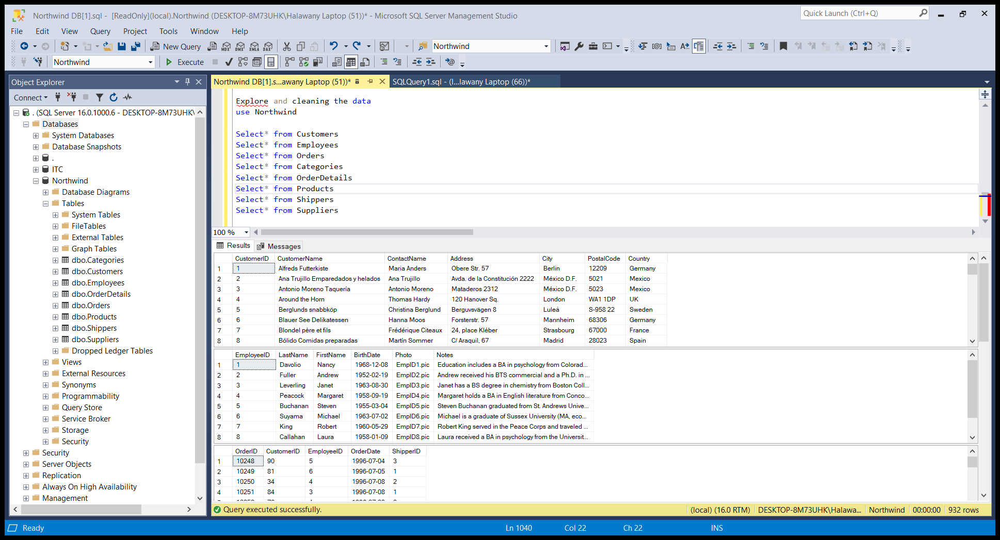 Northwind DB[1].sql - [ReadOnly](local).Northwind (DESKTOP-8M73UHK\Halawany Laptop (51))* - Microsoft SQL Server Management Studio
Quick Launch (Ctrl+Q)
File Edit View Query Project Tools Window Help
New Query MDX DMX XMLA DAX Northwind
Northwind Execute
Object Explorer
Northwind DB[1].s...awany Laptop (51))* SQLQuery1.sql - (l...lawany Laptop (66))*
Connect
. (SQL Server 16.0.1000.6 - DESKTOP-8M73UHK\
Databases
System Databases
Database Snapshots
.
ITC
Northwind
Database Diagrams
Tables
System Tables
FileTables
External Tables
Graph Tables
dbo.Categories
dbo.Customers
dbo.Employees
dbo.OrderDetails
dbo.Orders
dbo.Products
dbo.Shippers
dbo.Suppliers
Dropped Ledger Tables
Views
External Resources
Synonyms
Programmability
Query Store
Service Broker
Storage
Security
Security
Server Objects
Replication
Always On High Availability
Management
Explore and cleaning the data
use Northwind
Select* from Customers
Select* from Employees
Select* from Orders
Select* from Categories
Select* from OrderDetails
Select* from Products
Select* from Shippers
Select* from Suppliers
100 %
Results Messages
CustomerID CustomerName ContactName Address City PostalCode Country
1 1 Alfreds Futterkiste Maria Anders Obere Str. 57 Berlin 12209 Germany
2 2 Ana Trujillo Emparedados y helados Ana Trujillo Avda. de la Constitución 2222 México D.F. 5021 Mexico
3 3 Antonio Moreno Taquería Antonio Moreno Mataderos 2312 México D.F. 5023 Mexico
4 4 Around the Horn Thomas Hardy 120 Hanover Sq. London WA1 1DP UK
5 5 Berglunds snabbköp Christina Berglund Berguvsvägen 8 Luleå S-958 22 Sweden
6 6 Blauer See Delikatessen Hanna Moos Forsterstr. 57 Mannheim 68306 Germany
7 7 Blondel père et fils Frédérique Citeaux 24, place Kléber Strasbourg 67000 France
8 8 Bólido Comidas preparadas Martín Sommer C/ Araquil, 67 Madrid 28023 Spain
EmployeeID LastName FirstName BirthDate Photo Notes
1 1 Davolio Nancy 1968-12-08 EmpID1.pic Education includes a BA in psychology from Colorad...
2 2 Fuller Andrew 1952-02-19 EmpID2.pic Andrew received his BTS commercial and a Ph.D. in ...
3 3 Leverling Janet 1963-08-30 EmpID3.pic Janet has a BS degree in chemistry from Boston Coll...
4 4 Peacock Margaret 1958-09-19 EmpID4.pic Margaret holds a BA in English literature from Conco...
5 5 Buchanan Steven 1955-03-04 EmpID5.pic Steven Buchanan graduated from St. Andrews Unive...
6 6 Suyama Michael 1963-07-02 EmpID6.pic Michael is a graduate of Sussex University (MA, eco...
7 7 King Robert 1960-05-29 EmpID7.pic Robert King served in the Peace Corps and traveled ...
8 8 Callahan Laura 1958-01-09 EmpID8.pic Laura received a BA in psychology from the Universit...
OrderID CustomerID EmployeeID OrderDate ShipperID
1 10248 90 5 1996-07-04 3
2 10249 81 6 1996-07-05 1
3 10250 34 4 1996-07-08 2
4 10251 84 3 1996-07-08 1
Query executed successfully. (local) (16.0 RTM) DESKTOP-8M73UHK\Halawa... Northwind 00:00:00 932 rows
Ready Ln 1040 Col 22 Ch 22 INS